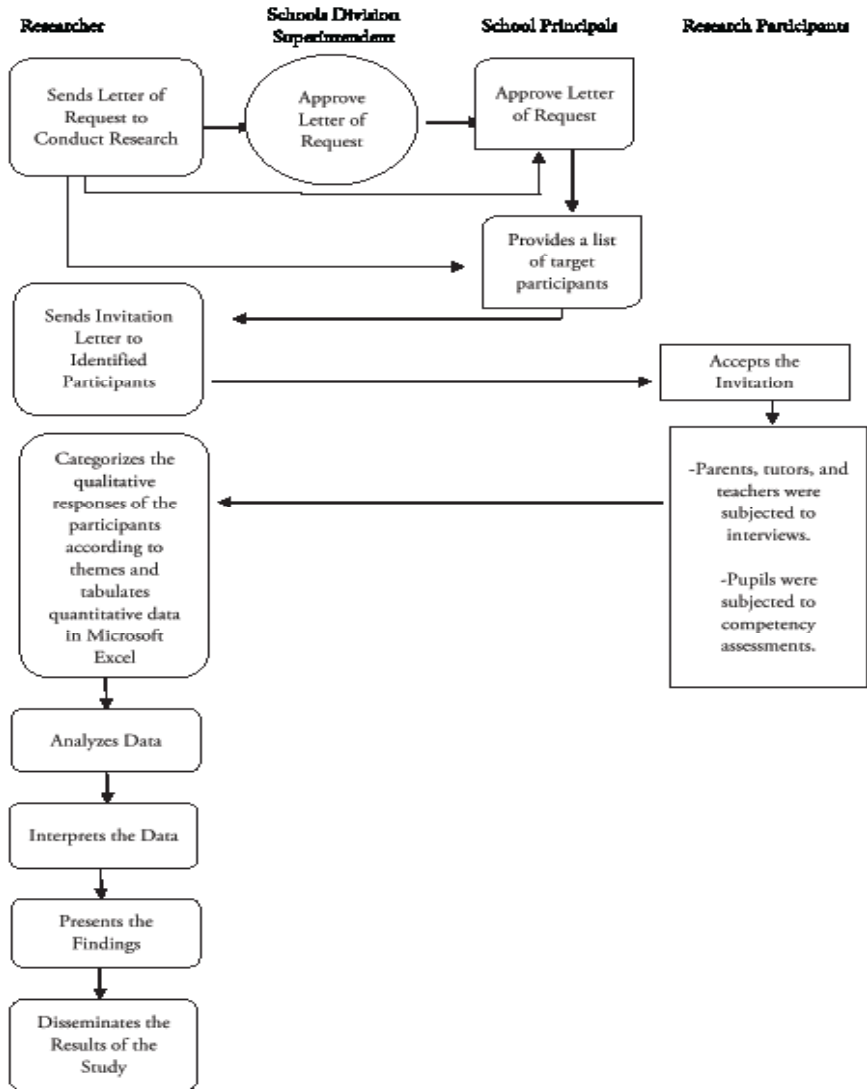 Researcher
Schools Division
Superintendent
School Principals
Research Participants
Sends Letter of
Request to
Conduct Research
Approve
Letter of
Request
Approve Letter
of Request
Provides a list
of target
participants
Sends Invitation
Letter to
Identified
Participants
Accepts the
Invitation
Categorizes the
qualitative
responses of the
participants
according to
themes and
tabulates
quantitative data
in Microsoft
Excel
-Parents, tutors, and
teachers were
subjected to
interviews.
-Pupils were
subjected to
competency
assessments.
Analyzes Data
Interprets the Data
Presents the
Findings
Disseminates the
Results of the
Study